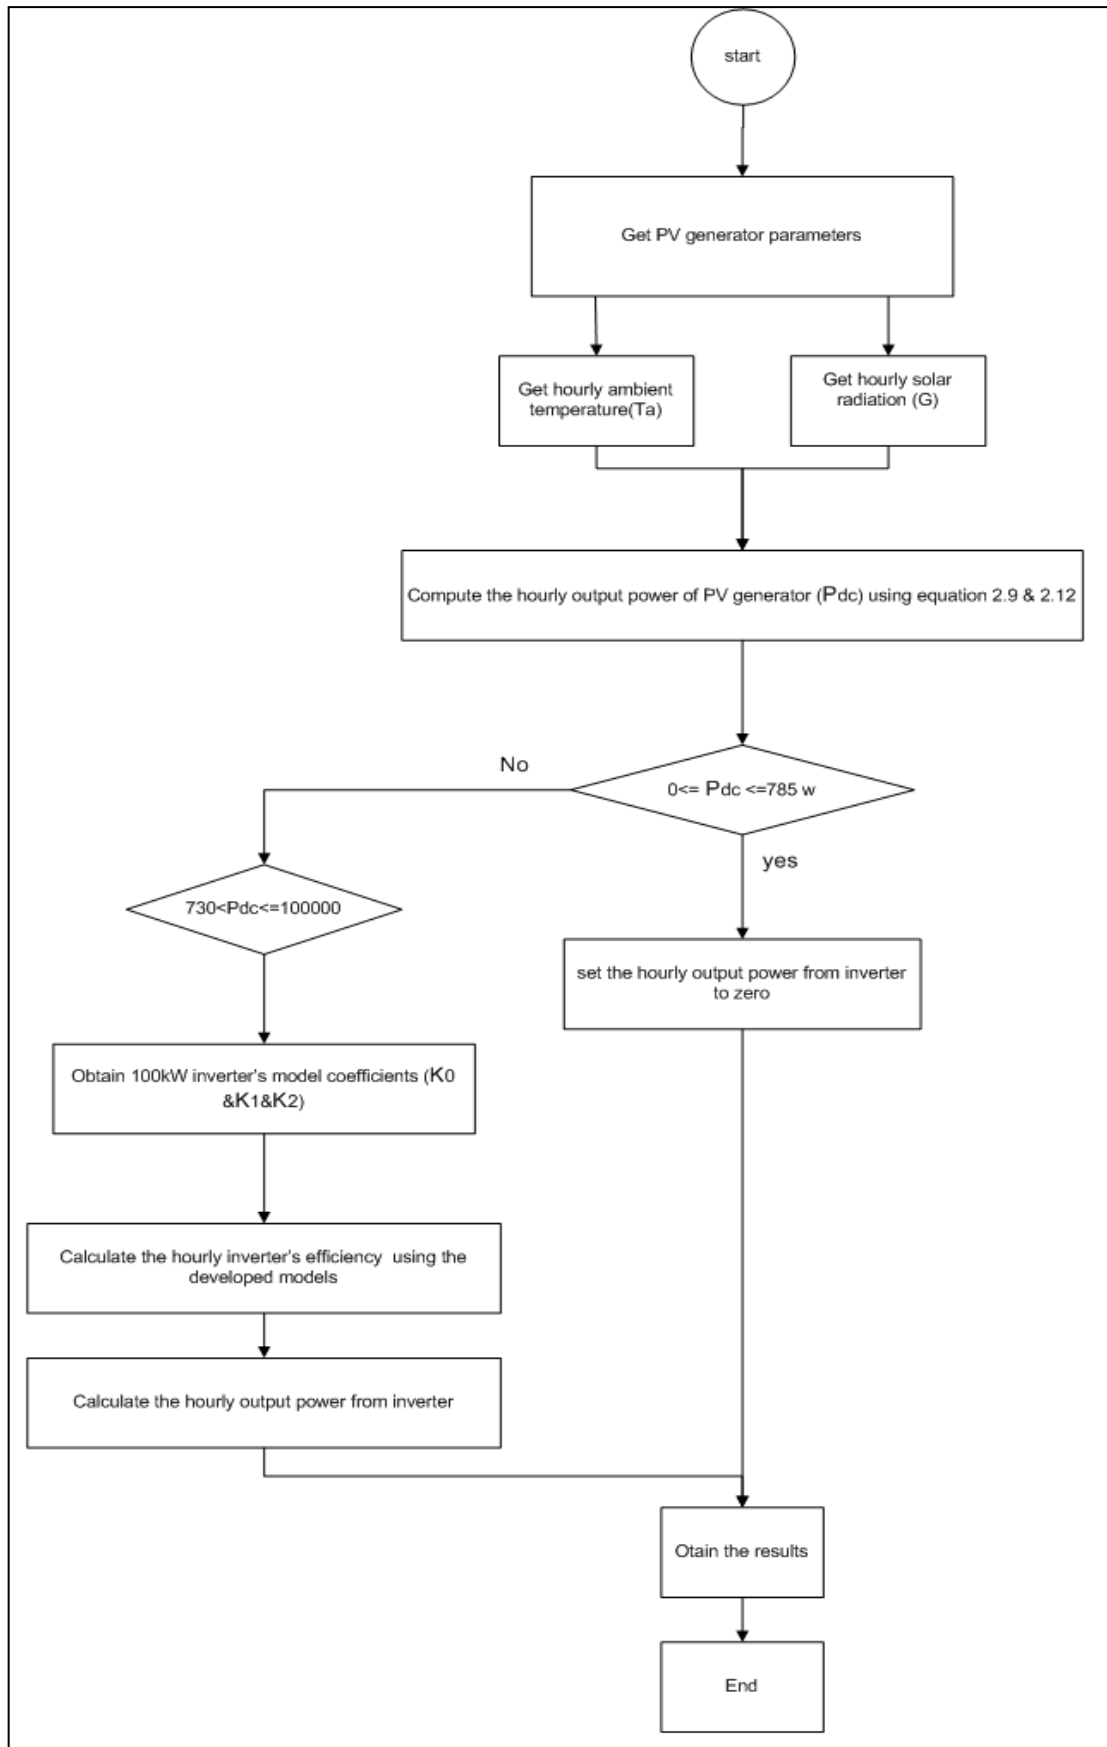 start
Get PV generator parameters
Get hourly ambient
temperature(Ta)
Get hourly solar
radiation (G)
Compute the hourly output power of PV generator (Pdc) using equation 2.9 & 2.12
0<= Pdc <=785 w
No
yes
730<Pdc<=100000
set the hourly output power from inverter
to zero
Obtain 100kW inverter's model coefficients (K0
&K1&K2)
Calculate the hourly inverter's efficiency using the
developed models
Calculate the hourly output power from inverter
Otain the results
End